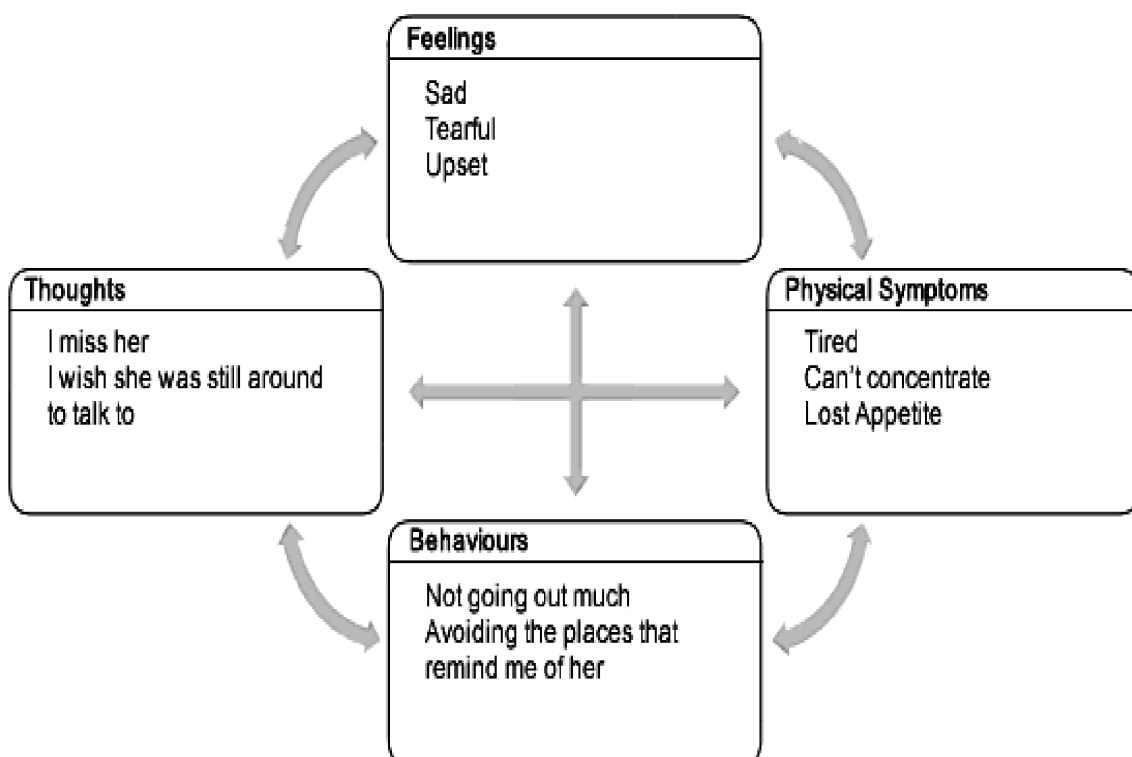 Feelings
Sad
Tearful
Upset
Thoughts
I miss her
I wish she was still around
to talk to
Physical Symptoms
Tired
Can't concentrate
Lost Appetite
Behaviours
Not going out much
Avoiding the places that
remind me of her